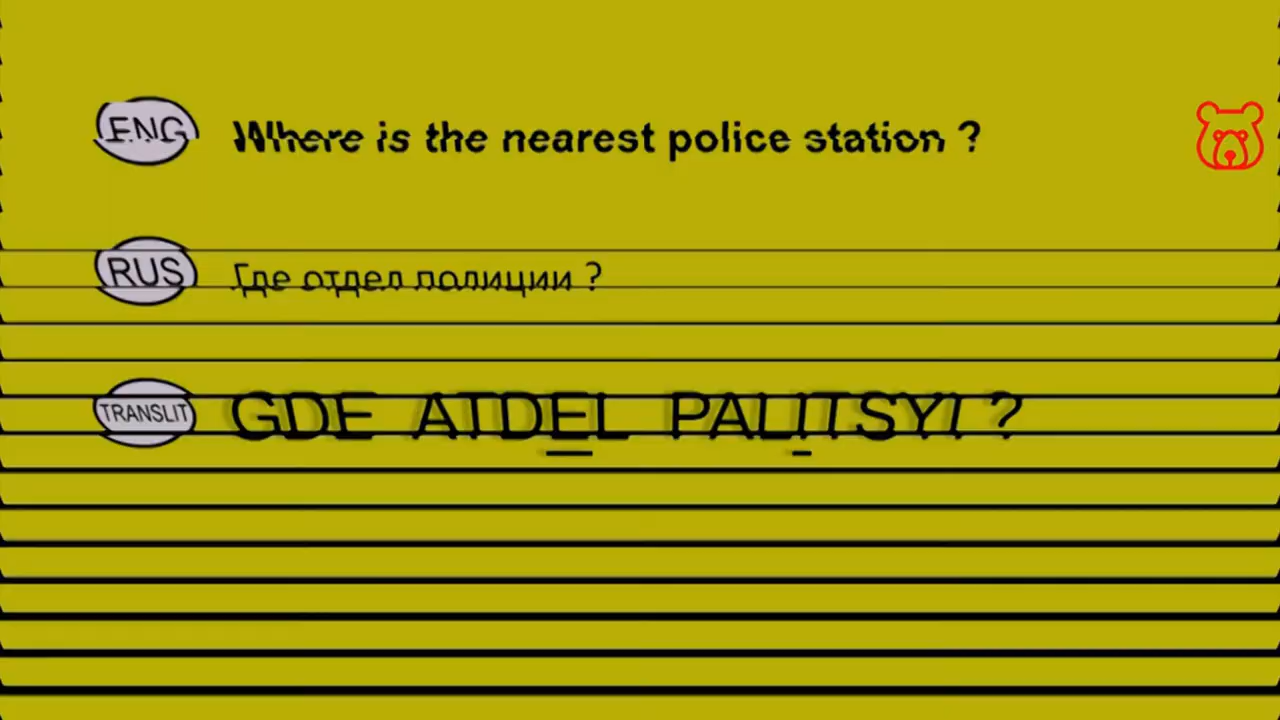 ENG Where is the nearest police station ?
RUS Где отдел полиции ?
TRANSLIT GDE ATDEL PALITSYI ?